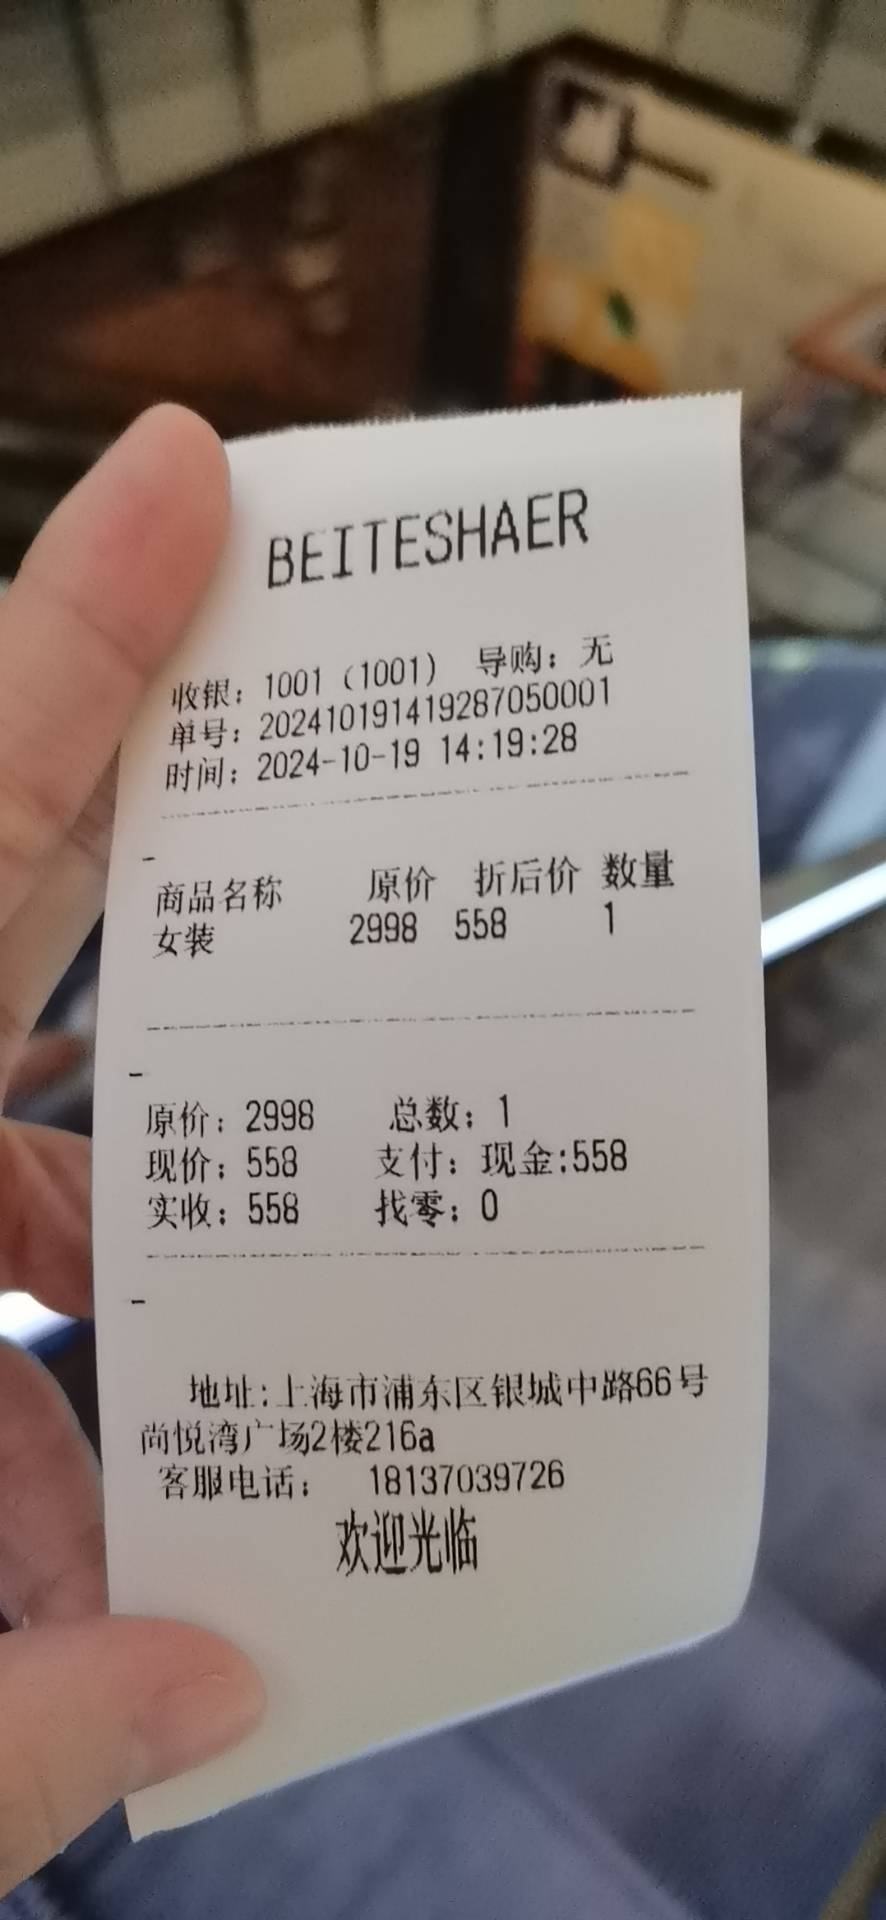 BEITESHAER
收银：1001（1001） 导购：无
单号：202410191419287050001
时间：2024-10-19 14:19:28
-
商品名称 原价 折后价 数量
女装 2998 558 1
-
原价：2998 总数：1
现价：558 支付：现金:558
实收：558 找零：0
-
地址:上海市浦东区银城中路66号
尚悦湾广场2楼216a
客服电话： 18137039726
欢迎光临